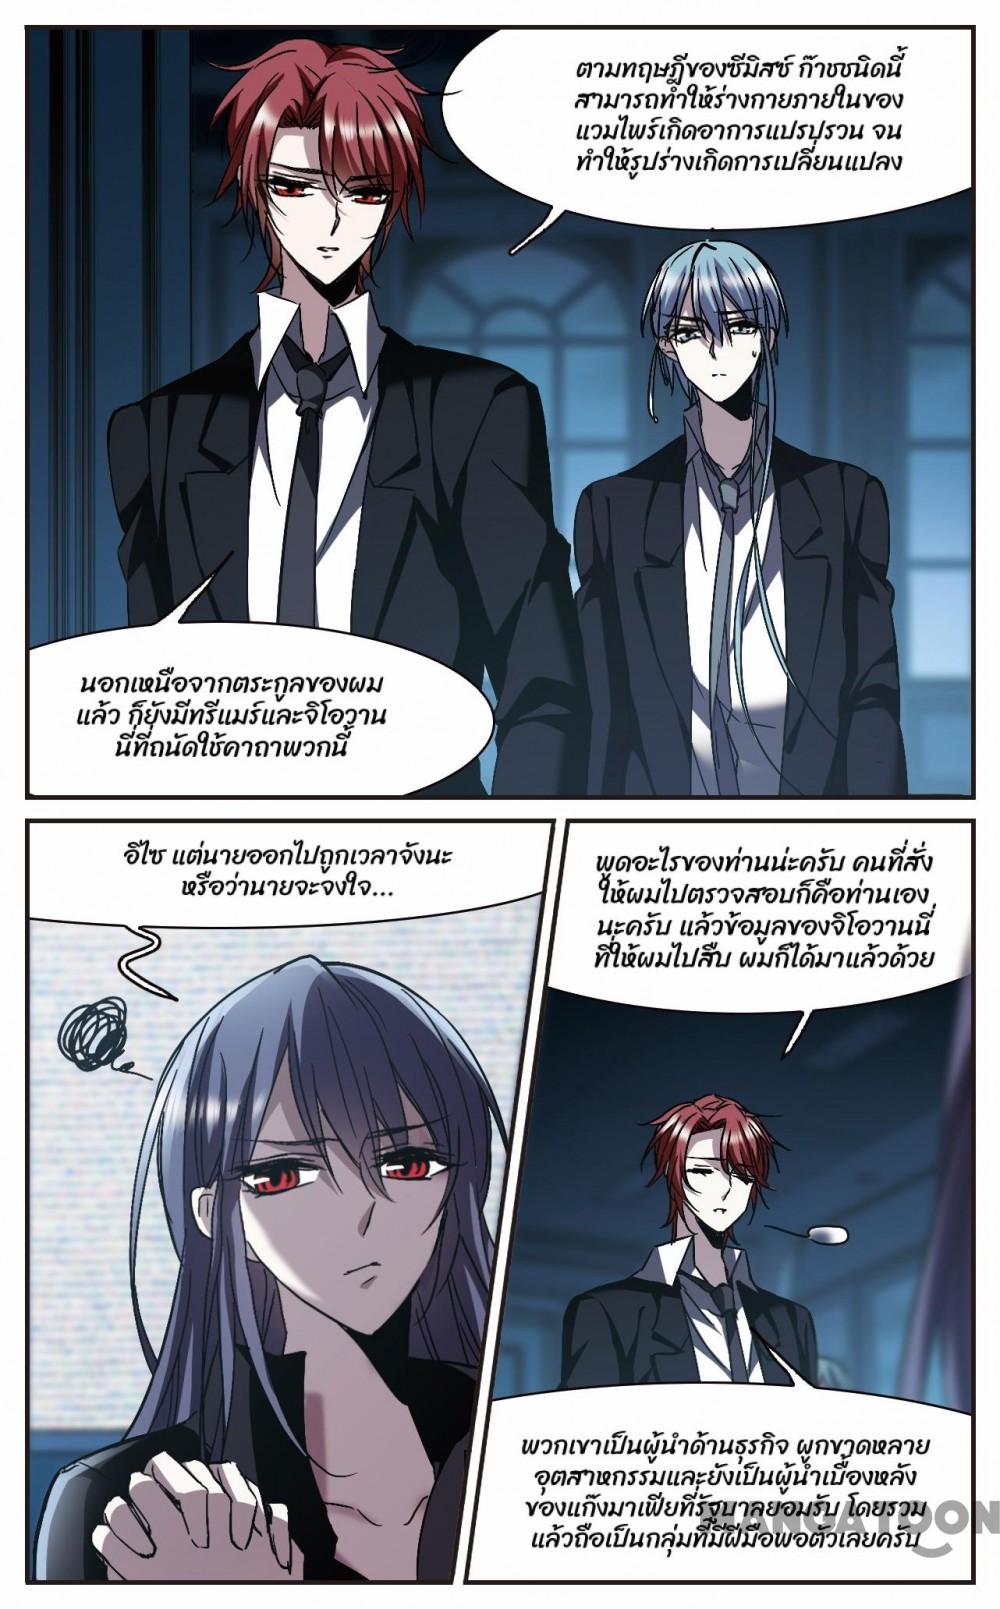 ตามทฤษฎีของซีมิสซ์ ก๊าซชนิดนี้
สามารถทำให้ร่างกายภายในของ
แวมไพร์เกิดอาการแปรปรวน จน
ทำให้รูปร่างเกิดการเปลี่ยนแปลง
นอกเหนือจากตระกูลของผม
แล้ว ก็ยังมีทรีแมร์และจิโอวาน
นี่ที่ถนัดใช้คาถาพวกนี้
อีไซ แต่นายออกไปถูกเวลาจังนะ
หรือว่านายจะจงใจ...
พูดอะไรของท่านน่ะครับ คนที่สั่ง
ให้ผมไปตรวจสอบก็คือท่านเอง
นะครับ แล้วข้อมูลของจิโอวานนี่
ที่ให้ผมไปสืบ ผมก็ได้มาแล้วด้วย
พวกเขาเป็นผู้นำด้านธุรกิจ ผูกขาดหลาย
อุตสาหกรรมและยังเป็นผู้นำเบื้องหลัง
ของแก๊งมาเฟียที่รัฐบาลยอมรับ โดยรวม
แล้วถือเป็นกลุ่มที่มีฝีมือพอตัวเลยครับ
MANGATOON